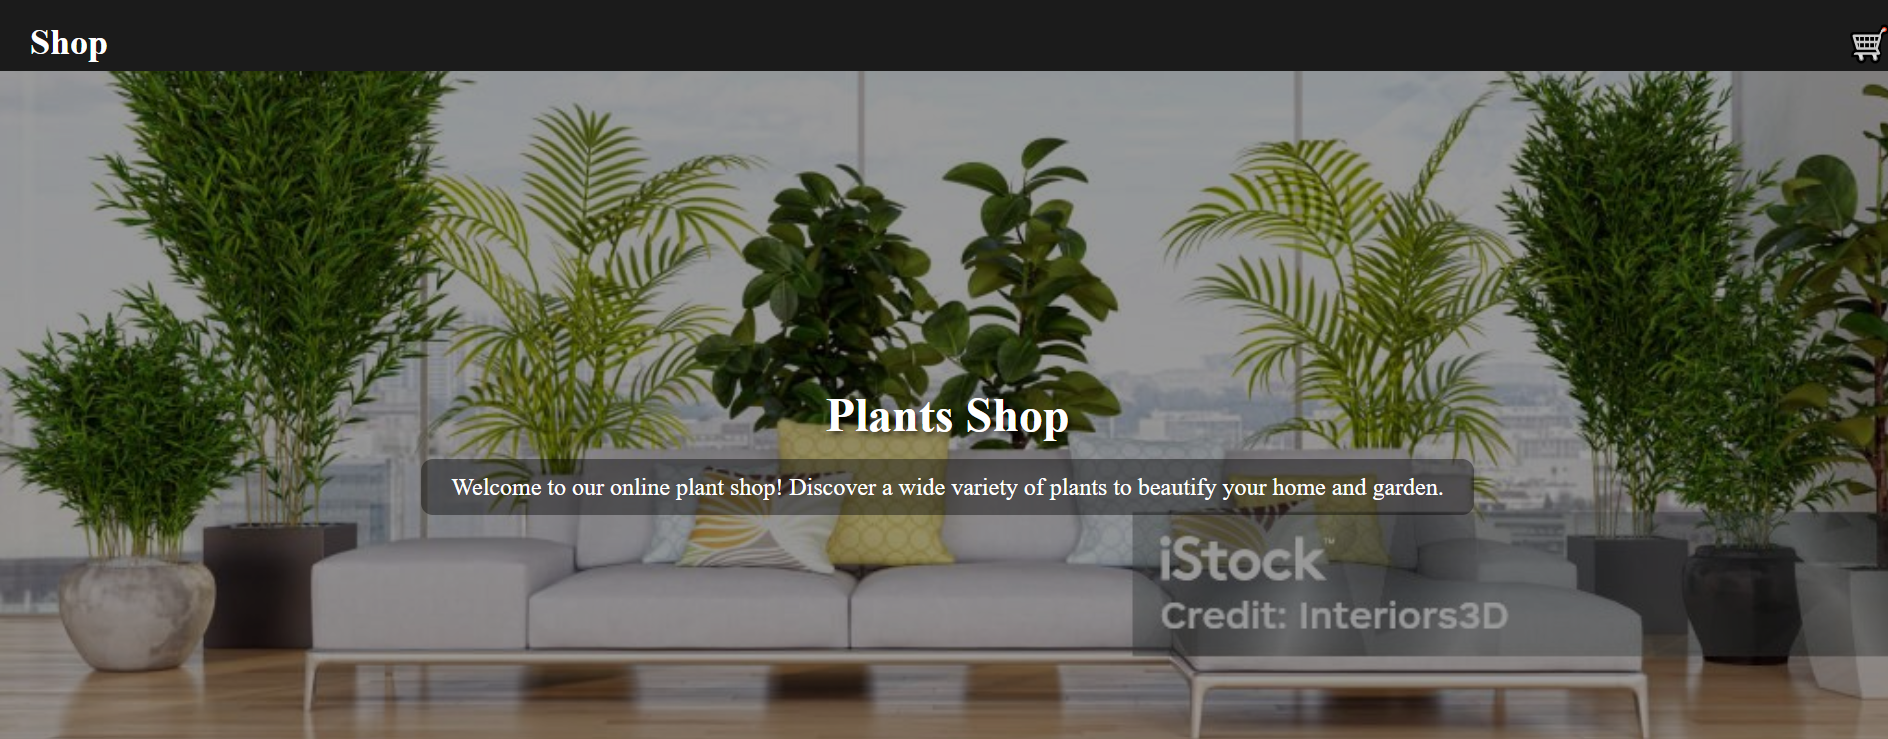 Shop
Plants Shop
Welcome to our online plant shop! Discover a wide variety of plants to beautify your home and garden.
iStock™
Credit: Interiors3D